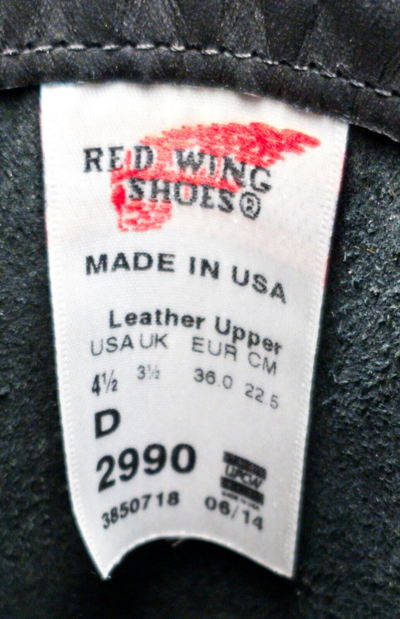 RED WING
SHOES®
MADE IN USA
Leather Upper
USA UK EUR CM
4½ 3½ 36.0 22.5
D
2990
UFCW
3850718 06/14